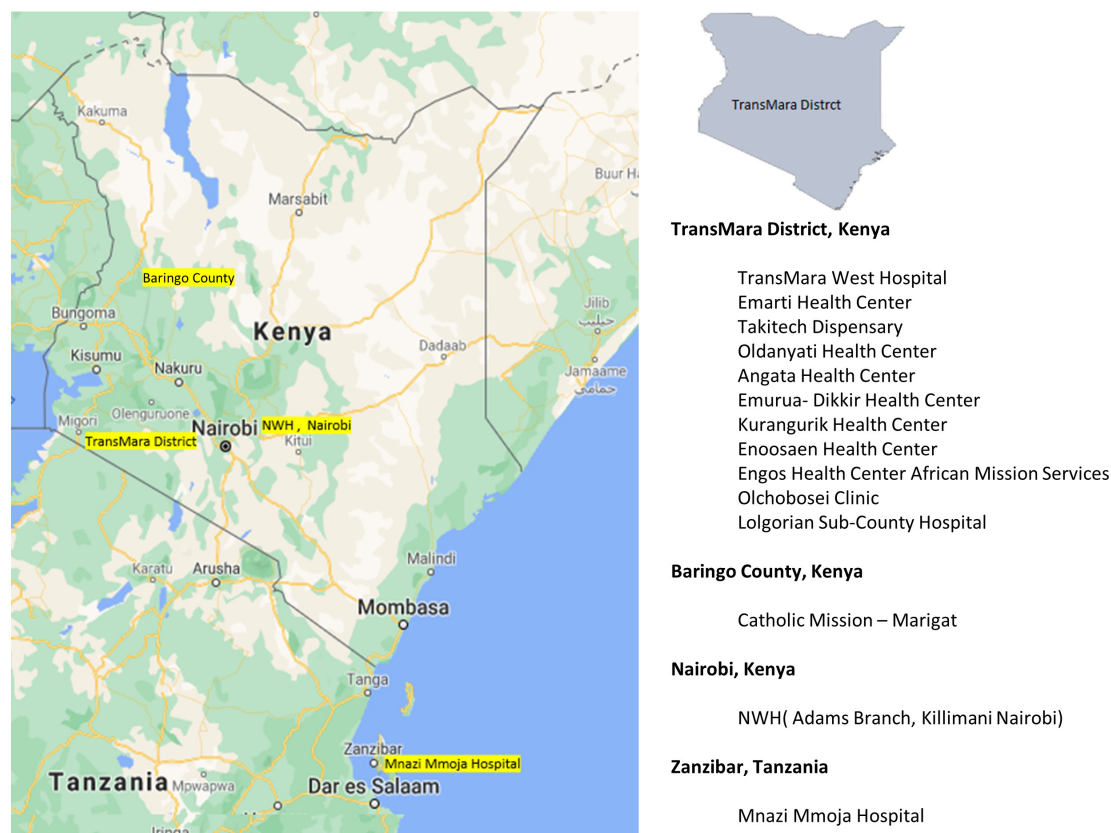 Kakuma
Marsabit
Buur Ha
Baringo County
Bungoma
Kenya
Jilib
جيليب
Kisumu
Dadaab
Nakuru
Jamaame
جمامي
Olenguruone
Migori
Nairobi
NWH , Nairobi
TransMara District
Kitui
Malindi
Karatu
Arusha
Mombasa
Tanga
Zanzibar
Mnazi Mmoja Hospital
Tanzania
Mpwapwa
Dar es Salaam
Iringa
TransMara Distrct
TransMara District, Kenya
TransMara West Hospital
Emarti Health Center
Takitech Dispensary
Oldanyati Health Center
Angata Health Center
Emurua- Dikkir Health Center
Kurangurik Health Center
Enoosaen Health Center
Engos Health Center African Mission Services
Olchobosei Clinic
Lolgorian Sub-County Hospital
Baringo County, Kenya
Catholic Mission – Marigat
Nairobi, Kenya
NWH( Adams Branch, Killimani Nairobi)
Zanzibar, Tanzania
Mnazi Mmoja Hospital